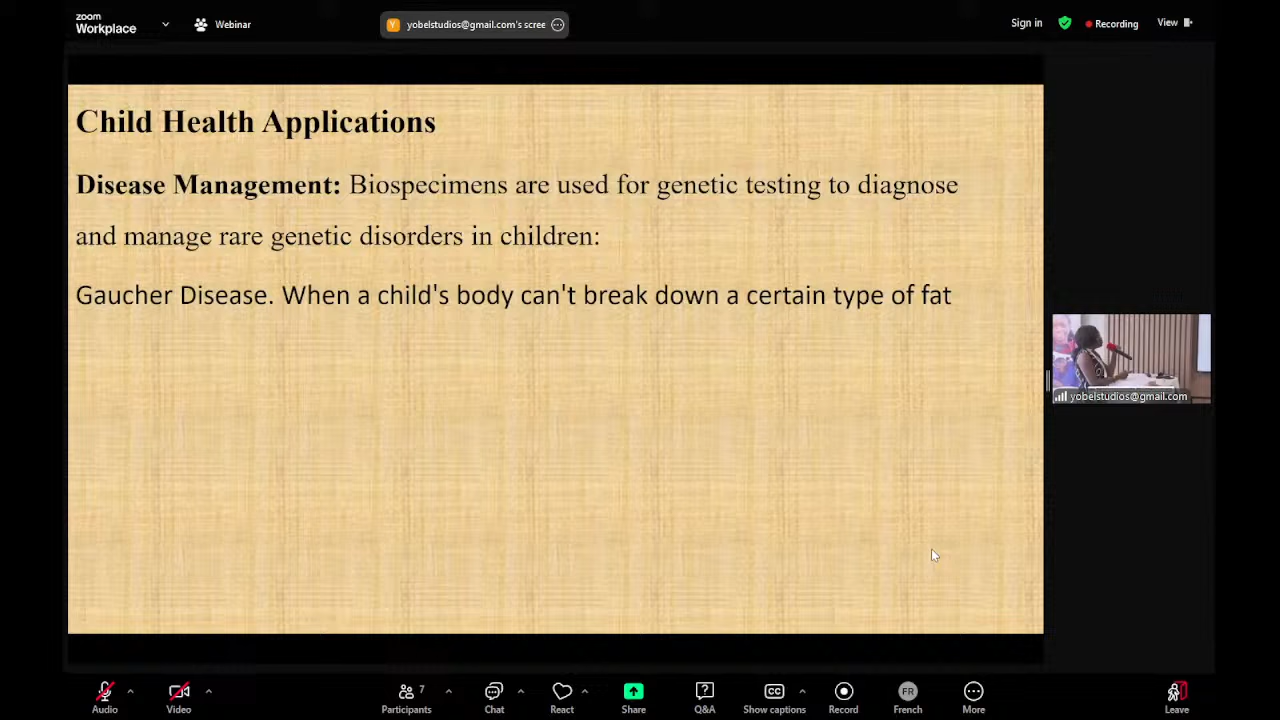 zoom
Workplace
Webinar
yobelstudios@gmail.com's scree
Sign in
Recording
View
Child Health Applications
Disease Management: Biospecimens are used for genetic testing to diagnose
and manage rare genetic disorders in children:
Gaucher Disease. When a child's body can't break down a certain type of fat
yobelstudios@gmail.com
Audio
Video
Participants
7
Chat
React
Share
Q&A
Show captions
Record
FR
French
More
Leave